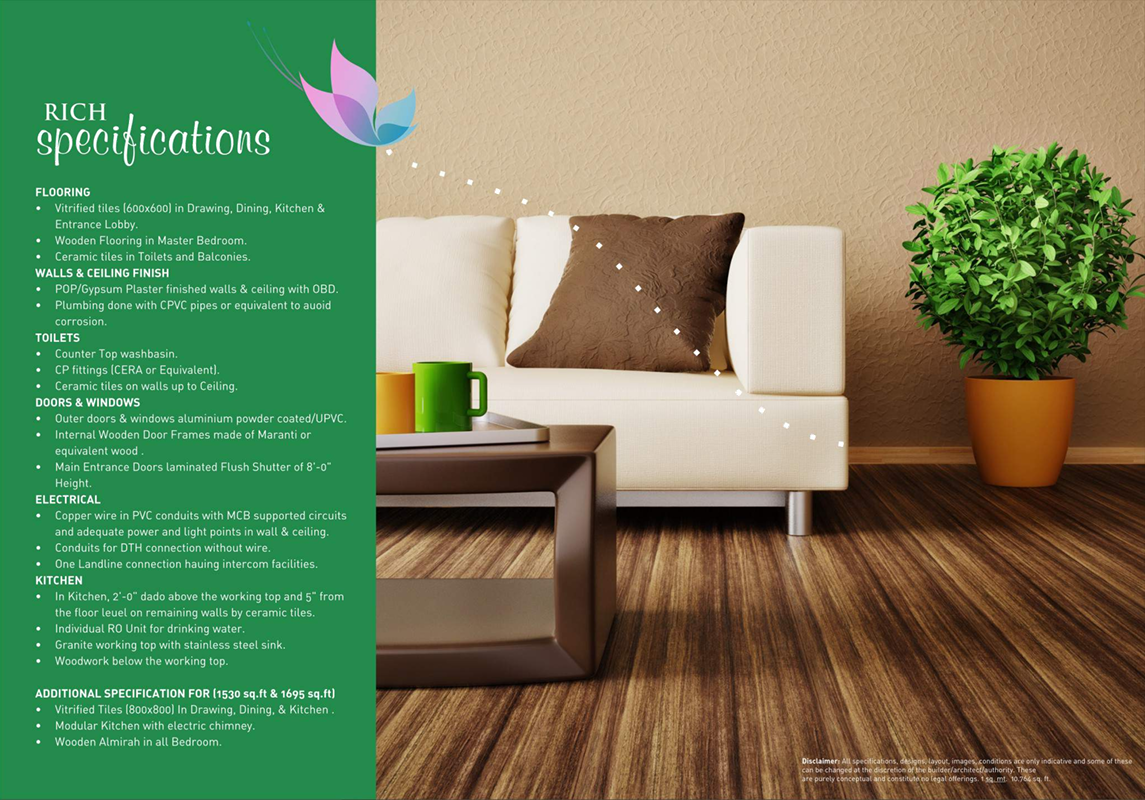 RICH
specifications
FLOORING
• Vitrified tiles (600x600) in Drawing, Dining, Kitchen &
Entrance Lobby.
• Wooden Flooring in Master Bedroom.
• Ceramic tiles in Toilets and Balconies.
WALLS & CEILING FINISH
• POP/Gypsum Plaster finished walls & ceiling with OBD.
• Plumbing done with CPVC pipes or equivalent to auoid
corrosion.
TOILETS
• Counter Top washbasin.
• CP fittings (CERA or Equivalent).
• Ceramic tiles on walls up to Ceiling.
DOORS & WINDOWS
• Outer doors & windows aluminium powder coated/UPVC.
• Internal Wooden Door Frames made of Maranti or
equivalent wood .
• Main Entrance Doors laminated Flush Shutter of 8'-0"
Height.
ELECTRICAL
• Copper wire in PVC conduits with MCB supported circuits
and adequate power and light points in wall & ceiling.
• Conduits for DTH connection without wire.
• One Landline connection hauing intercom facilities.
KITCHEN
• In Kitchen, 2'-0" dado above the working top and 5" from
the floor leuel on remaining walls by ceramic tiles.
• Individual RO Unit for drinking water.
• Granite working top with stainless steel sink.
• Woodwork below the working top.
ADDITIONAL SPECIFICATION FOR (1530 sq.ft & 1695 sq.ft)
• Vitrified Tiles (800x800) In Drawing, Dining, & Kitchen .
• Modular Kitchen with electric chimney.
• Wooden Almirah in all Bedroom.
Disclaimer: All specifications, designs, layout, images, conditions are only indicative and some of these
can be changed at the discretion of the builder/architect/authority. These
are purely conceptual and constitute no legal offerings. 1 sq. mt. 10.764 sq. ft.